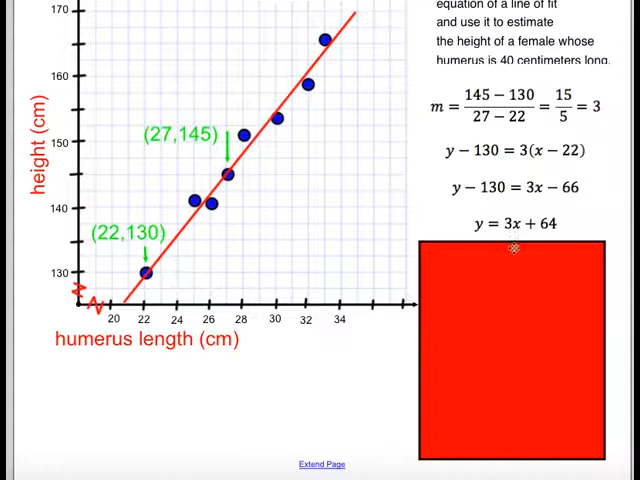 equation of a line of fit
and use it to estimate
the height of a female whose
humerus is 40 centimeters long.
170
160
150
140
130
height (cm)
(27,145)
(22,130)
20 22 24 26 28 30 32 34
humerus length (cm)
m = (145 − 130)/(27 − 22) = 15/5 = 3
y − 130 = 3(x − 22)
y − 130 = 3x − 66
y = 3x + 64
Extend Page